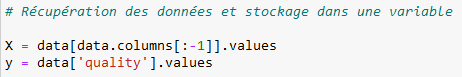 # Récupération des données et stockage dans une variable
X = data[data.columns[:-1]].values
y = data['quality'].values